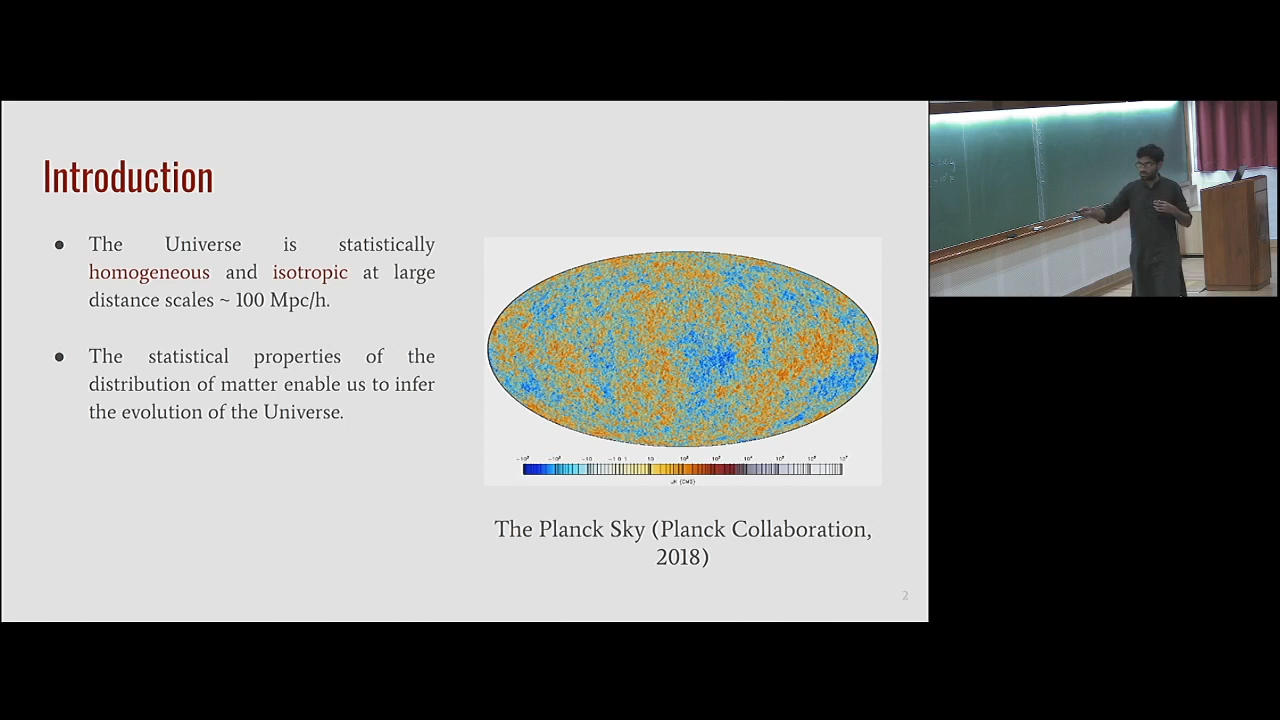 Introduction
● The Universe is statistically
homogeneous and isotropic at large
distance scales ~ 100 Mpc/h.
● The statistical properties of the
distribution of matter enable us to infer
the evolution of the Universe.
The Planck Sky (Planck Collaboration,
2018)
2